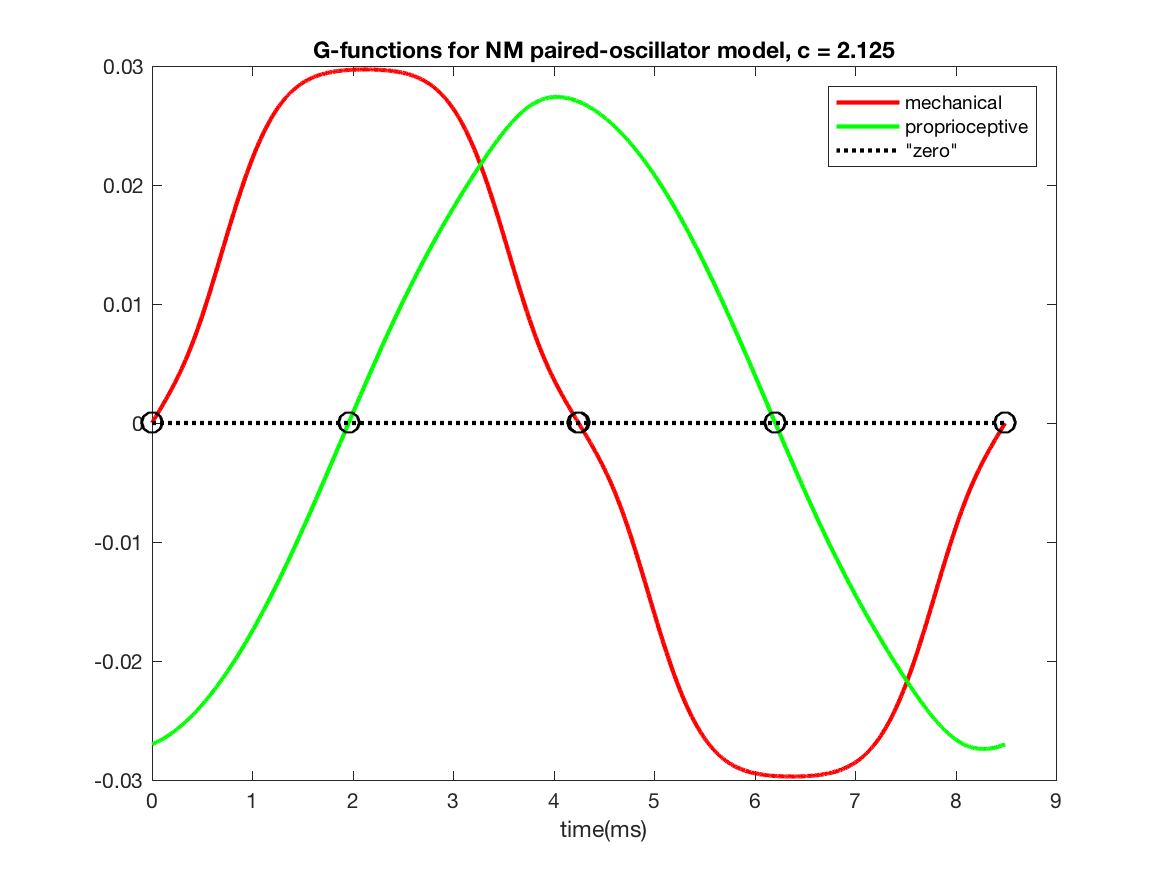 G-functions for NM paired-oscillator model, c = 2.125
0.03
0.02
0.01
0
-0.01
-0.02
-0.03
mechanical
proprioceptive
"zero"
0 1 2 3 4 5 6 7 8 9
time(ms)